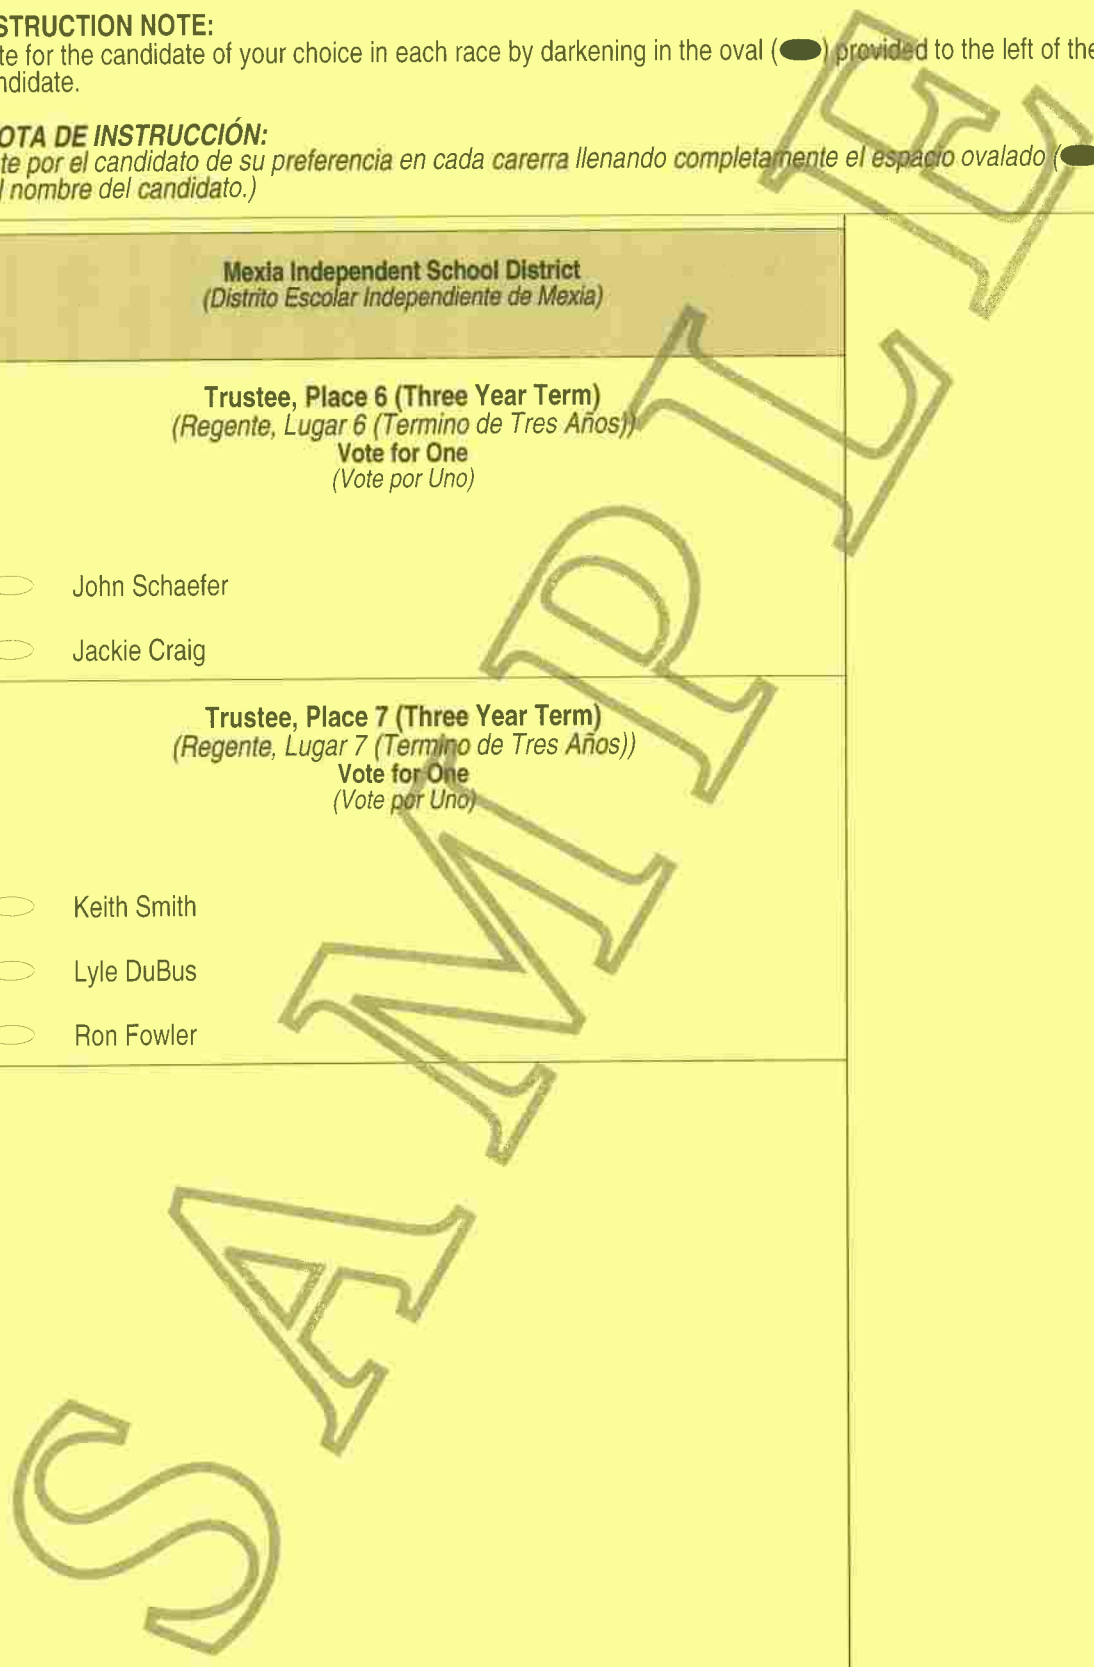 STRUCTION NOTE:
te for the candidate of your choice in each race by darkening in the oval ( ) provided to the left of the
ndidate.
OTA DE INSTRUCCIÓN:
te por el candidato de su preferencia en cada carerra llenando completamente el espacio ovalado (
l nombre del candidato.)
Mexia Independent School District
(Distrito Escolar Independiente de Mexia)
Trustee, Place 6 (Three Year Term)
(Regente, Lugar 6 (Termino de Tres Años))
Vote for One
(Vote por Uno)
John Schaefer
Jackie Craig
Trustee, Place 7 (Three Year Term)
(Regente, Lugar 7 (Termino de Tres Años))
Vote for One
(Vote por Uno)
Keith Smith
Lyle DuBus
Ron Fowler
SAMPLE